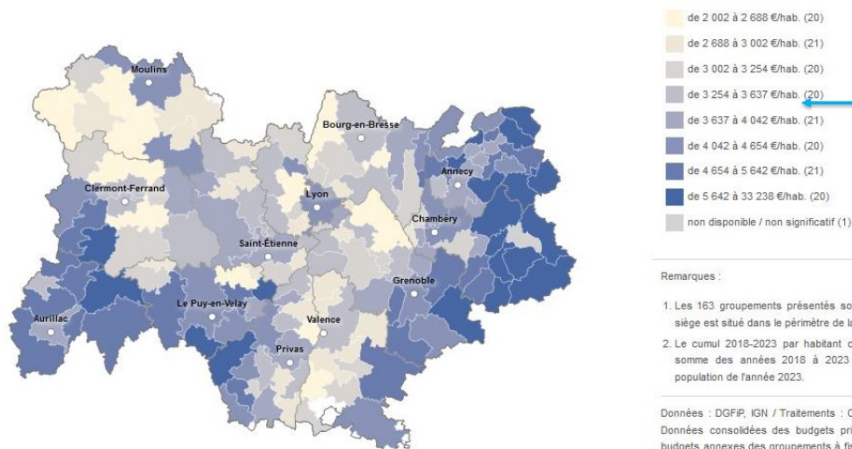 Moulins
Bourg-en-Bresse
Annecy
Clermont-Ferrand
Lyon
Chambéry
Saint-Étienne
Grenoble
Le Puy-en-Velay
Aurillac
Valence
Privas
de 2 002 à 2 688 €/hab. (20)
de 2 688 à 3 002 €/hab. (21)
de 3 002 à 3 254 €/hab. (20)
de 3 254 à 3 637 €/hab. (20)
de 3 637 à 4 042 €/hab. (21)
de 4 042 à 4 654 €/hab. (20)
de 4 654 à 5 642 €/hab. (21)
de 5 642 à 33 238 €/hab. (20)
non disponible / non significatif (1)
Remarques :
1. Les 163 groupements présentés so
siège est situé dans le périmètre de la
2. Le cumul 2018-2023 par habitant c
somme des années 2018 à 2023
population de l'année 2023.
Données : DGFiP, IGN / Traitements :
Données consolidées des budgets pri
budgets annexes des groupements à fis